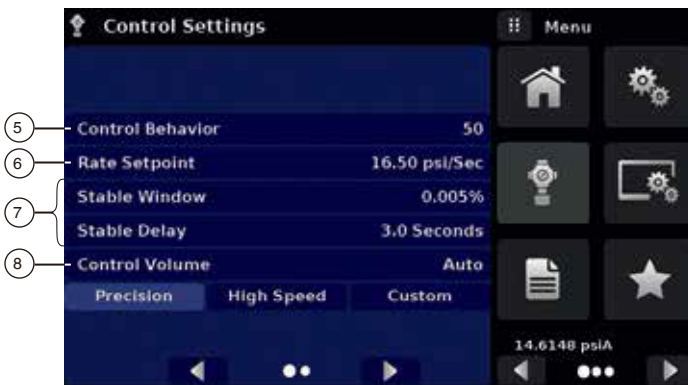 Control Settings
Menu
5 Control Behavior 50
6 Rate Setpoint 16.50 psi/Sec
7 Stable Window 0.005%
Stable Delay 3.0 Seconds
8 Control Volume Auto
Precision High Speed Custom
14.6148 psiA